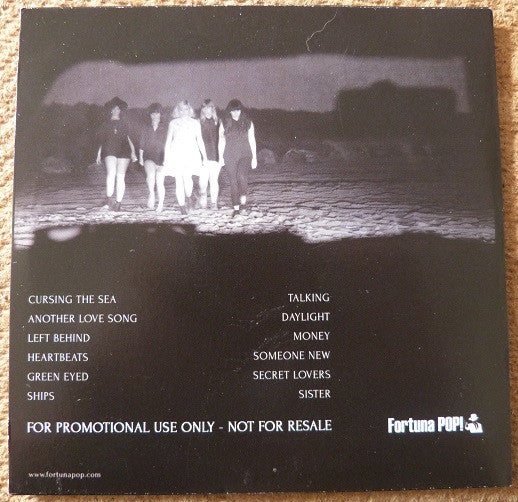 CURSING THE SEA
ANOTHER LOVE SONG
LEFT BEHIND
HEARTBEATS
GREEN EYED
SHIPS
TALKING
DAYLIGHT
MONEY
SOMEONE NEW
SECRET LOVERS
SISTER
FOR PROMOTIONAL USE ONLY - NOT FOR RESALE
Fortuna POP!
www.fortunapop.com